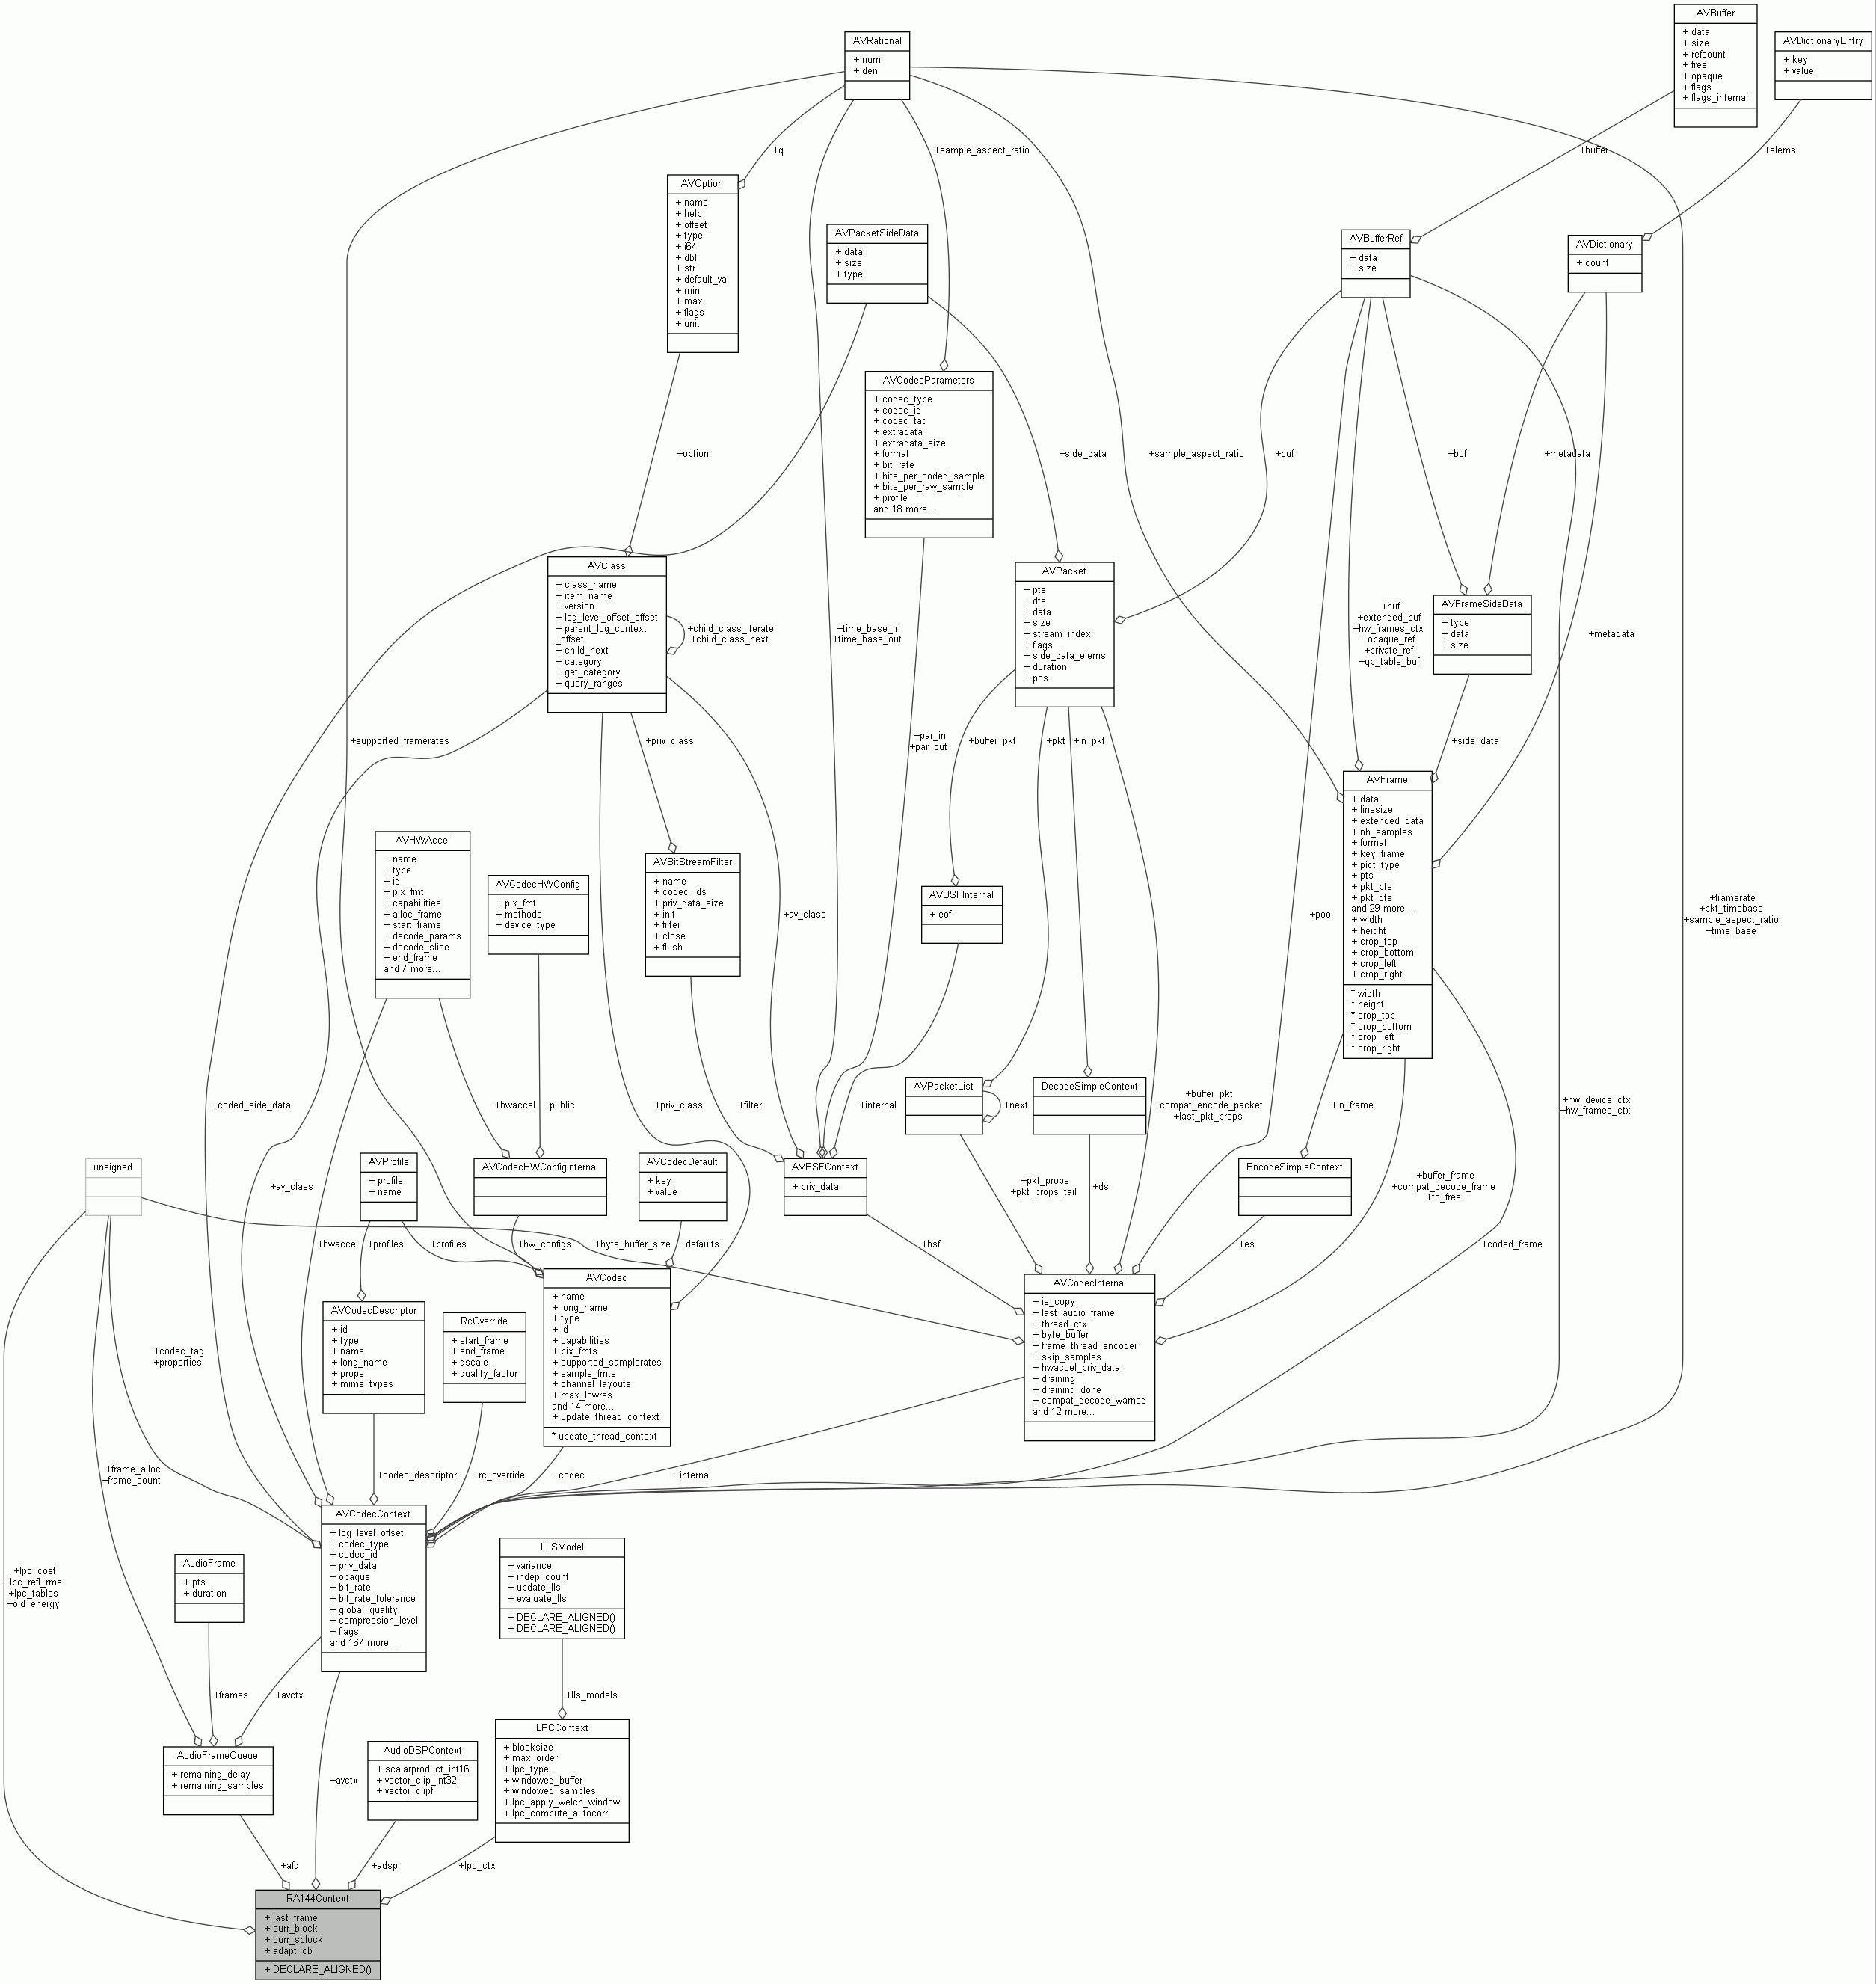 AVBuffer
+ data
+ size
+ refcount
+ free
+ opaque
+ flags
+ flags_internal
AVRational
+ num
+ den
AVDictionaryEntry
+ key
+ value
+q
+sample_aspect_ratio
+buffer
+elems
AVOption
+ name
+ help
+ offset
+ type
+ i64
+ dbl
+ str
+ default_val
+ min
+ max
+ flags
+ unit
AVPacketSideData
+ data
+ size
+ type
AVBufferRef
+ data
+ size
AVDictionary
+ count
AVCodecParameters
+ codec_type
+ codec_id
+ codec_tag
+ extradata
+ extradata_size
+ format
+ bit_rate
+ bits_per_coded_sample
+ bits_per_raw_sample
+ profile
and 18 more...
+option
+side_data
+sample_aspect_ratio
+buf
+buf
+metadata
AVClass
+ class_name
+ item_name
+ version
+ log_level_offset_offset
+ parent_log_context
_offset
+ child_next
+ category
+ get_category
+ query_ranges
+child_class_iterate
+child_class_next
+time_base_in
+time_base_out
AVPacket
+ pts
+ dts
+ data
+ size
+ stream_index
+ flags
+ side_data_elems
+ duration
+ pos
+buf
+extended_buf
+hw_frames_ctx
+opaque_ref
+private_ref
+qp_table_buf
AVFrameSideData
+ type
+ data
+ size
+metadata
+supported_framerates
+priv_class
+par_in
+par_out
+buffer_pkt
+pkt
+in_pkt
+side_data
AVFrame
+ data
+ linesize
+ extended_data
+ nb_samples
+ format
+ key_frame
+ pict_type
+ pts
+ pkt_pts
+ pkt_dts
and 29 more...
+ width
+ height
+ crop_top
+ crop_bottom
+ crop_left
+ crop_right
* width
* height
* crop_top
* crop_bottom
* crop_left
* crop_right
AVHWAccel
+ name
+ type
+ id
+ pix_fmt
+ capabilities
+ alloc_frame
+ start_frame
+ decode_params
+ decode_slice
+ end_frame
and 7 more...
AVCodecHWConfig
+ pix_fmt
+ methods
+ device_type
AVBitStreamFilter
+ name
+ codec_ids
+ priv_data_size
+ init
+ filter
+ close
+ flush
+av_class
AVBSFInternal
+ eof
+pool
+framerate
+pkt_timebase
+sample_aspect_ratio
+time_base
+coded_side_data
+hwaccel
+public
+priv_class
+filter
+internal
AVPacketList
+next
DecodeSimpleContext
+buffer_pkt
+compat_encode_packet
+last_pkt_props
+in_frame
+hw_device_ctx
+hw_frames_ctx
unsigned
+av_class
AVProfile
+ profile
+ name
AVCodecHWConfigInternal
AVCodecDefault
+ key
+ value
AVBSFContext
+ priv_data
+pkt_props
+pkt_props_tail
+ds
EncodeSimpleContext
+buffer_frame
+compat_decode_frame
+to_free
+hwaccel
+profiles
+profiles
+hw_configs
+byte_buffer_size
+defaults
+bsf
+es
+coded_frame
AVCodec
+ name
+ long_name
+ type
+ id
+ capabilities
+ pix_fmts
+ supported_samplerates
+ sample_fmts
+ channel_layouts
+ max_lowres
and 14 more...
+ update_thread_context
* update_thread_context
AVCodecInternal
+ is_copy
+ last_audio_frame
+ thread_ctx
+ byte_buffer
+ frame_thread_encoder
+ skip_samples
+ hwaccel_priv_data
+ draining
+ draining_done
+ compat_decode_warned
and 12 more...
+codec_tag
+properties
AVCodecDescriptor
+ id
+ type
+ name
+ long_name
+ props
+ mime_types
RcOverride
+ start_frame
+ end_frame
+ qscale
+ quality_factor
+frame_alloc
+frame_count
+codec_descriptor
+rc_override
+codec
+internal
AVCodecContext
+ log_level_offset
+ codec_type
+ codec_id
+ priv_data
+ opaque
+ bit_rate
+ bit_rate_tolerance
+ global_quality
+ compression_level
+ flags
and 167 more...
+lpc_coef
+lpc_refl_rms
+lpc_tables
+old_energy
AudioFrame
+ pts
+ duration
LLSModel
+ variance
+ indep_count
+ update_lls
+ evaluate_lls
+ DECLARE_ALIGNED()
+ DECLARE_ALIGNED()
+frames
+avctx
+lls_models
AudioFrameQueue
+ remaining_delay
+ remaining_samples
+avctx
AudioDSPContext
+ scalarproduct_int16
+ vector_clip_int32
+ vector_clipf
LPCContext
+ blocksize
+ max_order
+ lpc_type
+ windowed_buffer
+ windowed_samples
+ lpc_apply_welch_window
+ lpc_compute_autocorr
+afq
+adsp
+lpc_ctx
RA144Context
+ last_frame
+ curr_block
+ curr_sblock
+ adapt_cb
+ DECLARE_ALIGNED()